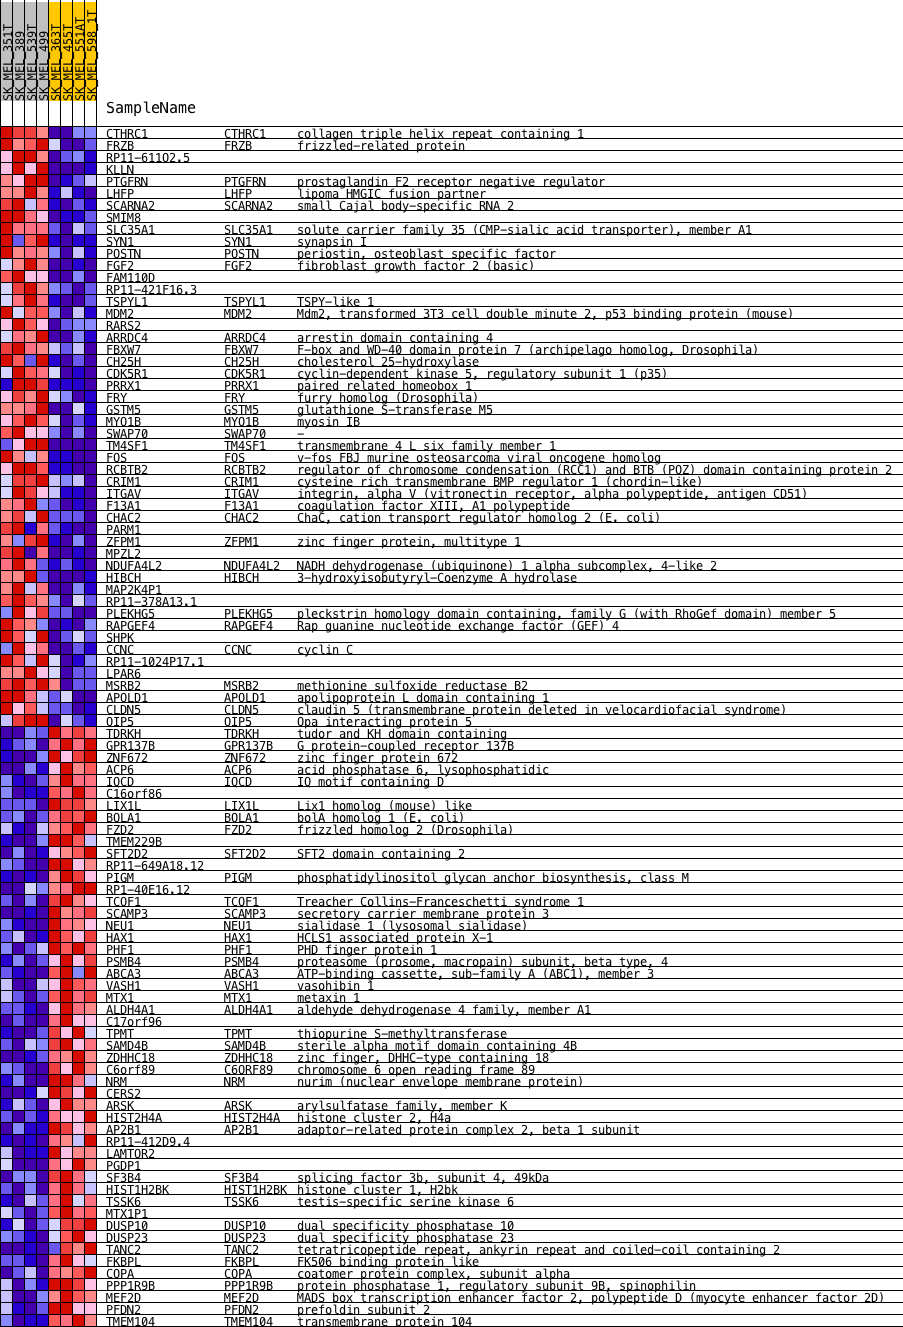 SK_MEL_351T
SK_MEL_389
SK_MEL_539T
SK_MEL_499
SK_MEL_363T
SK_MEL_455T
SK_MEL_551AT
SK_MEL_598_1T
SampleName
CTHRC1 CTHRC1 collagen triple helix repeat containing 1
FRZB FRZB frizzled-related protein
RP11-611O2.5
KLLN
PTGFRN PTGFRN prostaglandin F2 receptor negative regulator
LHFP LHFP lipoma HMGIC fusion partner
SCARNA2 SCARNA2 small Cajal body-specific RNA 2
SMIM8
SLC35A1 SLC35A1 solute carrier family 35 (CMP-sialic acid transporter), member A1
SYN1 SYN1 synapsin I
POSTN POSTN periostin, osteoblast specific factor
FGF2 FGF2 fibroblast growth factor 2 (basic)
FAM110D
RP11-421F16.3
TSPYL1 TSPYL1 TSPY-like 1
MDM2 MDM2 Mdm2, transformed 3T3 cell double minute 2, p53 binding protein (mouse)
RARS2
ARRDC4 ARRDC4 arrestin domain containing 4
FBXW7 FBXW7 F-box and WD-40 domain protein 7 (archipelago homolog, Drosophila)
CH25H CH25H cholesterol 25-hydroxylase
CDK5R1 CDK5R1 cyclin-dependent kinase 5, regulatory subunit 1 (p35)
PRRX1 PRRX1 paired related homeobox 1
FRY FRY furry homolog (Drosophila)
GSTM5 GSTM5 glutathione S-transferase M5
MYO1B MYO1B myosin IB
SWAP70 SWAP70 -
TM4SF1 TM4SF1 transmembrane 4 L six family member 1
FOS FOS v-fos FBJ murine osteosarcoma viral oncogene homolog
RCBTB2 RCBTB2 regulator of chromosome condensation (RCC1) and BTB (POZ) domain containing protein 2
CRIM1 CRIM1 cysteine rich transmembrane BMP regulator 1 (chordin-like)
ITGAV ITGAV integrin, alpha V (vitronectin receptor, alpha polypeptide, antigen CD51)
F13A1 F13A1 coagulation factor XIII, A1 polypeptide
CHAC2 CHAC2 ChaC, cation transport regulator homolog 2 (E. coli)
PARM1
ZFPM1 ZFPM1 zinc finger protein, multitype 1
MPZL2
NDUFA4L2 NDUFA4L2 NADH dehydrogenase (ubiquinone) 1 alpha subcomplex, 4-like 2
HIBCH HIBCH 3-hydroxyisobutyryl-Coenzyme A hydrolase
MAP2K4P1
RP11-378A13.1
PLEKHG5 PLEKHG5 pleckstrin homology domain containing, family G (with RhoGef domain) member 5
RAPGEF4 RAPGEF4 Rap guanine nucleotide exchange factor (GEF) 4
SHPK
CCNC CCNC cyclin C
RP11-1024P17.1
LPAR6
MSRB2 MSRB2 methionine sulfoxide reductase B2
APOLD1 APOLD1 apolipoprotein L domain containing 1
CLDN5 CLDN5 claudin 5 (transmembrane protein deleted in velocardiofacial syndrome)
OIP5 OIP5 Opa interacting protein 5
TDRKH TDRKH tudor and KH domain containing
GPR137B GPR137B G protein-coupled receptor 137B
ZNF672 ZNF672 zinc finger protein 672
ACP6 ACP6 acid phosphatase 6, lysophosphatidic
IQCD IQCD IQ motif containing D
C16orf86
LIX1L LIX1L Lix1 homolog (mouse) like
BOLA1 BOLA1 bolA homolog 1 (E. coli)
FZD2 FZD2 frizzled homolog 2 (Drosophila)
TMEM229B
SFT2D2 SFT2D2 SFT2 domain containing 2
RP11-649A18.12
PIGM PIGM phosphatidylinositol glycan anchor biosynthesis, class M
RP1-40E16.12
TCOF1 TCOF1 Treacher Collins-Franceschetti syndrome 1
SCAMP3 SCAMP3 secretory carrier membrane protein 3
NEU1 NEU1 sialidase 1 (lysosomal sialidase)
HAX1 HAX1 HCLS1 associated protein X-1
PHF1 PHF1 PHD finger protein 1
PSMB4 PSMB4 proteasome (prosome, macropain) subunit, beta type, 4
ABCA3 ABCA3 ATP-binding cassette, sub-family A (ABC1), member 3
VASH1 VASH1 vasohibin 1
MTX1 MTX1 metaxin 1
ALDH4A1 ALDH4A1 aldehyde dehydrogenase 4 family, member A1
C17orf96
TPMT TPMT thiopurine S-methyltransferase
SAMD4B SAMD4B sterile alpha motif domain containing 4B
ZDHHC18 ZDHHC18 zinc finger, DHHC-type containing 18
C6orf89 C6ORF89 chromosome 6 open reading frame 89
NRM NRM nurim (nuclear envelope membrane protein)
CERS2
ARSK ARSK arylsulfatase family, member K
HIST2H4A HIST2H4A histone cluster 2, H4a
AP2B1 AP2B1 adaptor-related protein complex 2, beta 1 subunit
RP11-412D9.4
LAMTOR2
PGDP1
SF3B4 SF3B4 splicing factor 3b, subunit 4, 49kDa
HIST1H2BK HIST1H2BK histone cluster 1, H2bk
TSSK6 TSSK6 testis-specific serine kinase 6
MTX1P1
DUSP10 DUSP10 dual specificity phosphatase 10
DUSP23 DUSP23 dual specificity phosphatase 23
TANC2 TANC2 tetratricopeptide repeat, ankyrin repeat and coiled-coil containing 2
FKBPL FKBPL FK506 binding protein like
COPA COPA coatomer protein complex, subunit alpha
PPP1R9B PPP1R9B protein phosphatase 1, regulatory subunit 9B, spinophilin
MEF2D MEF2D MADS box transcription enhancer factor 2, polypeptide D (myocyte enhancer factor 2D)
PFDN2 PFDN2 prefoldin subunit 2
TMEM104 TMEM104 transmembrane protein 104